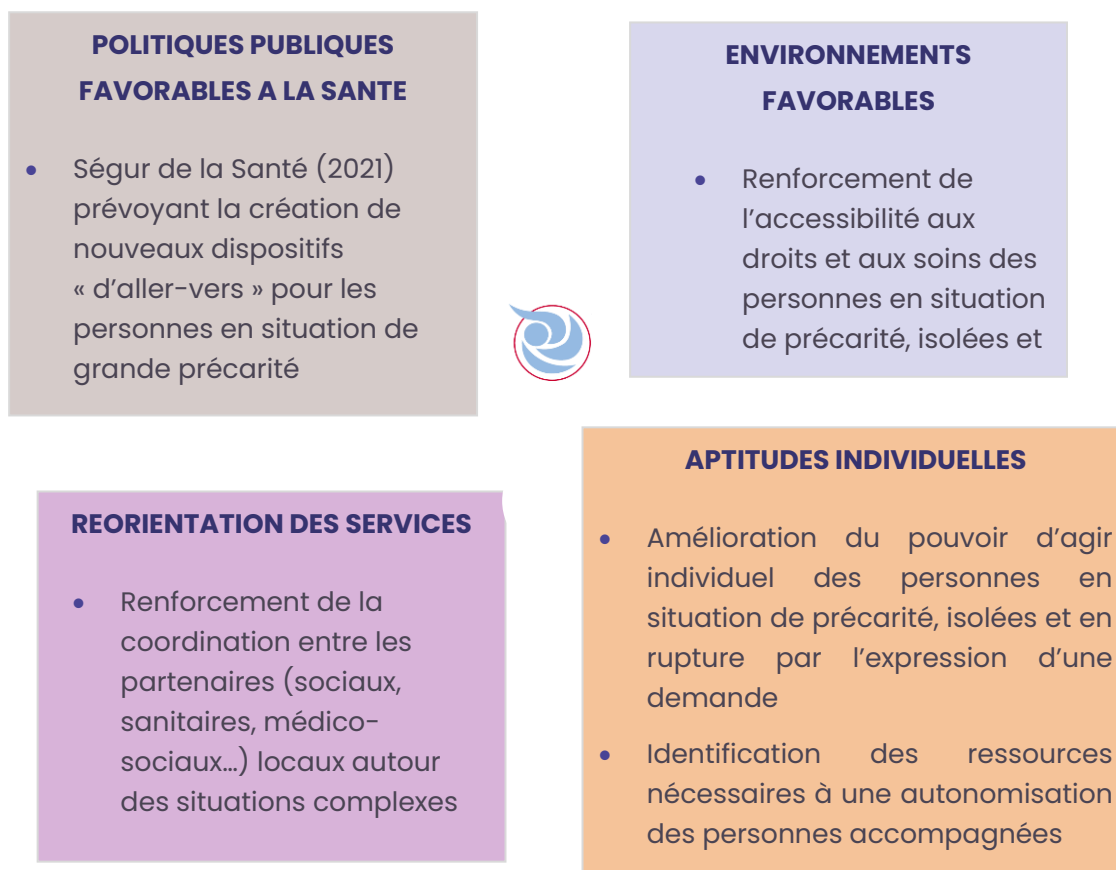 POLITIQUES PUBLIQUES
FAVORABLES A LA SANTE
• Ségur de la Santé (2021)
prévoyant la création de
nouveaux dispositifs
« d’aller-vers » pour les
personnes en situation de
grande précarité
ENVIRONNEMENTS
FAVORABLES
• Renforcement de
l’accessibilité aux
droits et aux soins des
personnes en situation
de précarité, isolées et
REORIENTATION DES SERVICES
• Renforcement de la
coordination entre les
partenaires (sociaux,
sanitaires, médico-
sociaux…) locaux autour
des situations complexes
APTITUDES INDIVIDUELLES
• Amélioration du pouvoir d’agir
individuel des personnes en
situation de précarité, isolées et en
rupture par l’expression d’une
demande
• Identification des ressources
nécessaires à une autonomisation
des personnes accompagnées